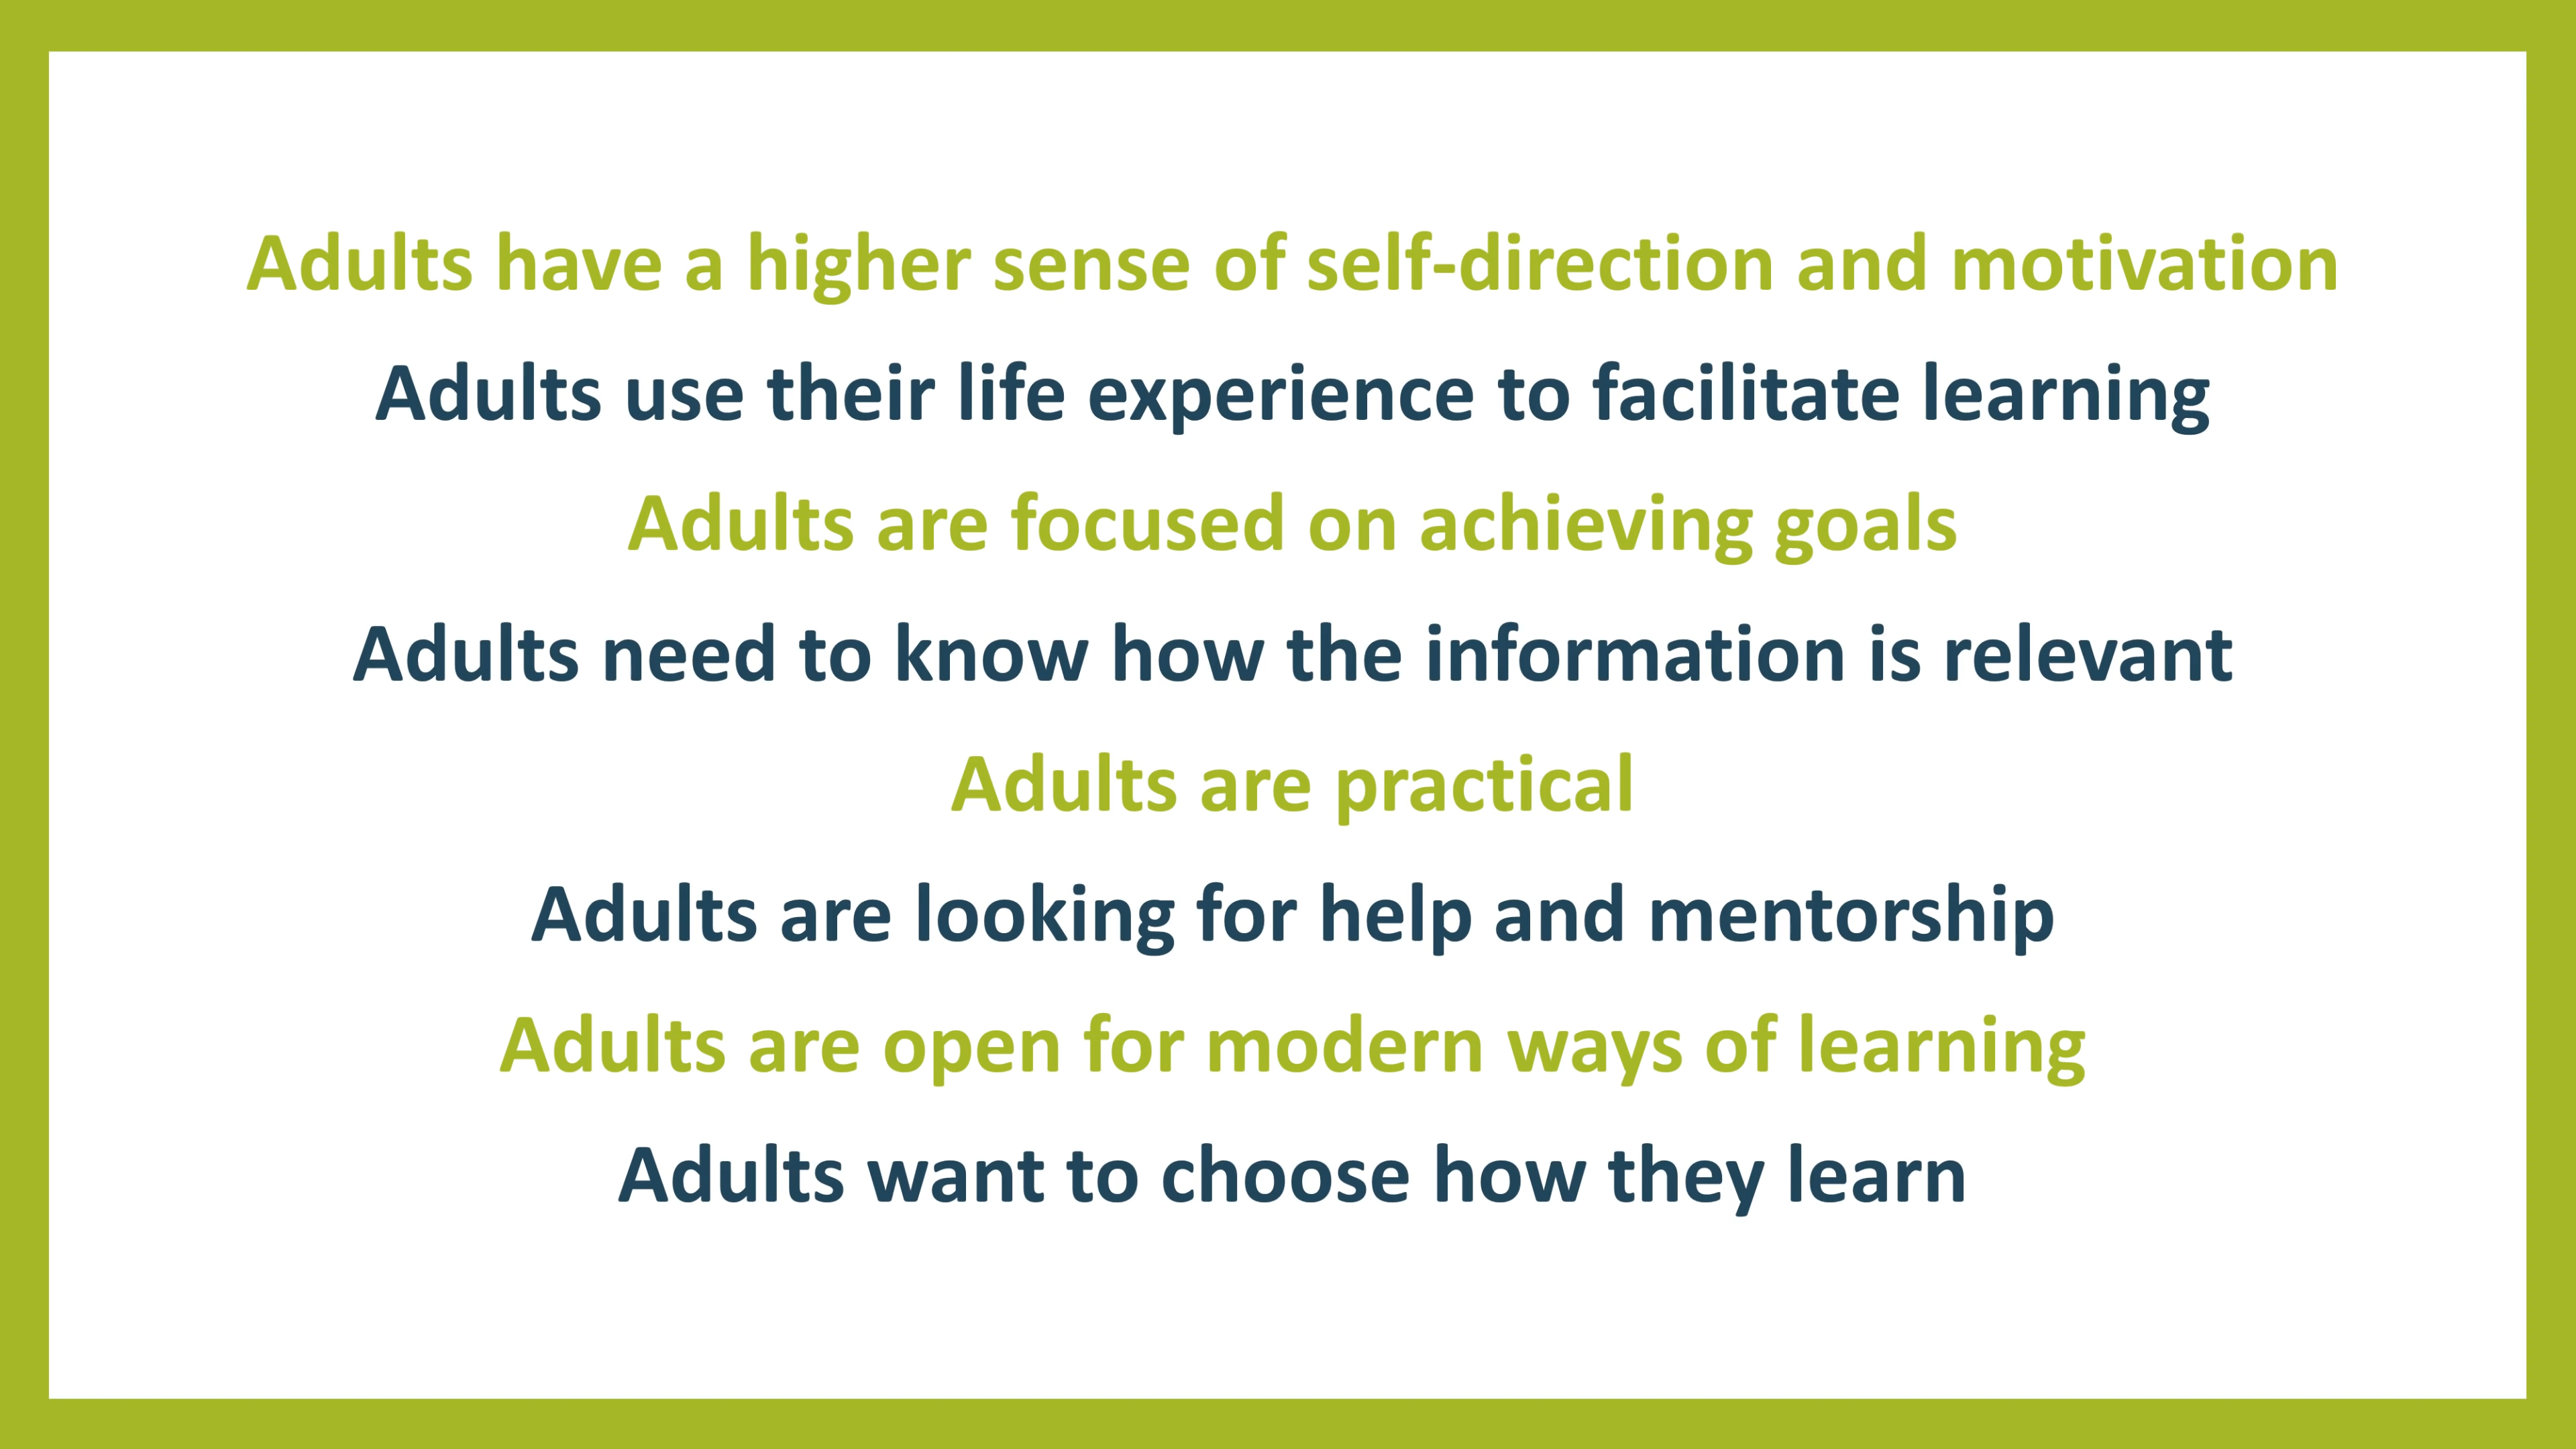 Adults have a higher sense of self-direction and motivation
Adults use their life experience to facilitate learning
Adults are focused on achieving goals
Adults need to know how the information is relevant
Adults are practical
Adults are looking for help and mentorship
Adults are open for modern ways of learning
Adults want to choose how they learn